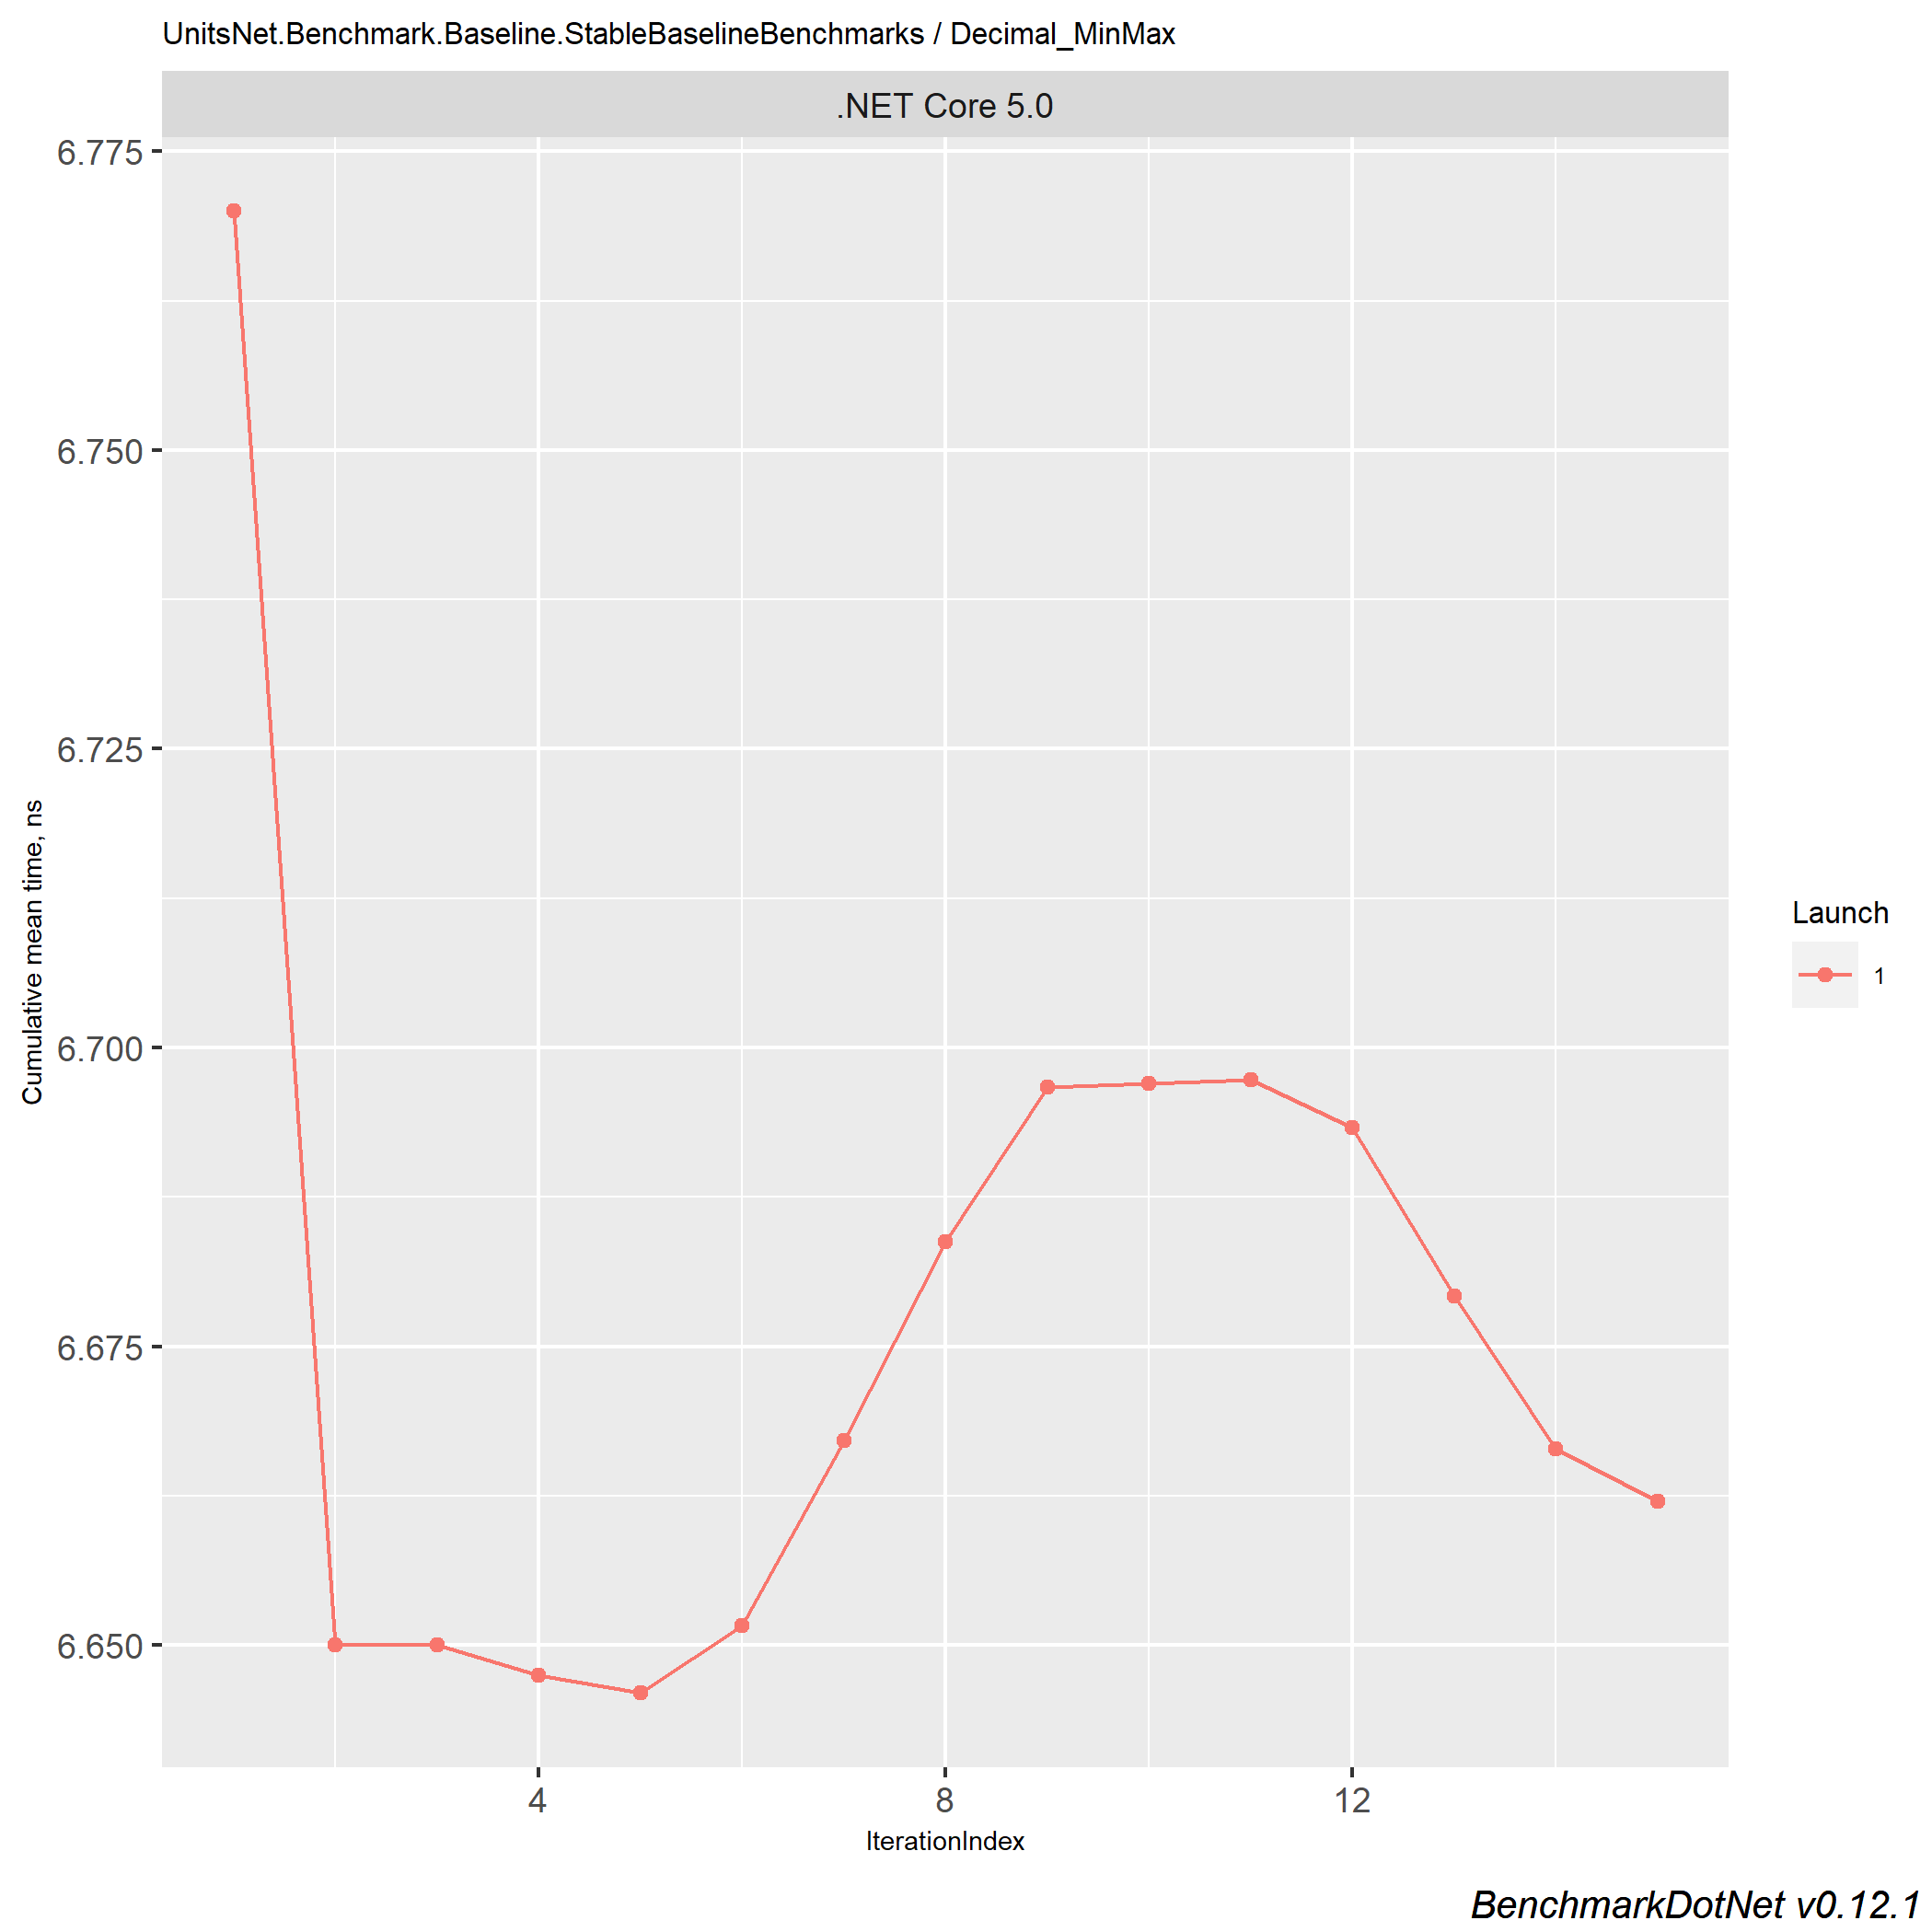 UnitsNet.Benchmark.Baseline.StableBaselineBenchmarks / Decimal_MinMax
.NET Core 5.0
6.775
6.750
6.725
6.700
6.675
6.650
Cumulative mean time, ns
4
8
12
IterationIndex
Launch
1
BenchmarkDotNet v0.12.1